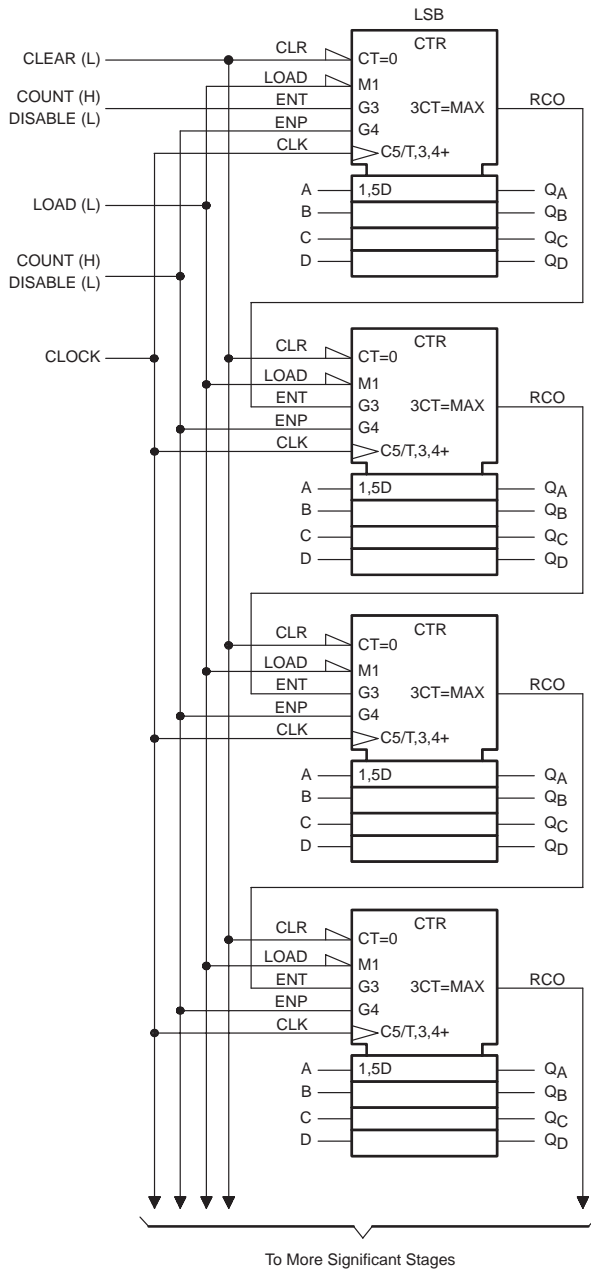 LSB
CTR
CLEAR (L)
CLR
CT=0
LOAD
M1
COUNT (H)
DISABLE (L)
ENT
G3
3CT=MAX
RCO
ENP
G4
CLK
C5/T,3,4+
A
1,5D
QA
B
QB
LOAD (L)
C
QC
D
QD
COUNT (H)
DISABLE (L)
CTR
CLOCK
CLR
CT=0
LOAD
M1
ENT
G3
3CT=MAX
RCO
ENP
G4
CLK
C5/T,3,4+
A
1,5D
QA
B
QB
C
QC
D
QD
CTR
CLR
CT=0
LOAD
M1
ENT
G3
3CT=MAX
RCO
ENP
G4
CLK
C5/T,3,4+
A
1,5D
QA
B
QB
C
QC
D
QD
CTR
CLR
CT=0
LOAD
M1
ENT
G3
3CT=MAX
RCO
ENP
G4
CLK
C5/T,3,4+
A
1,5D
QA
B
QB
C
QC
D
QD
To More Significant Stages